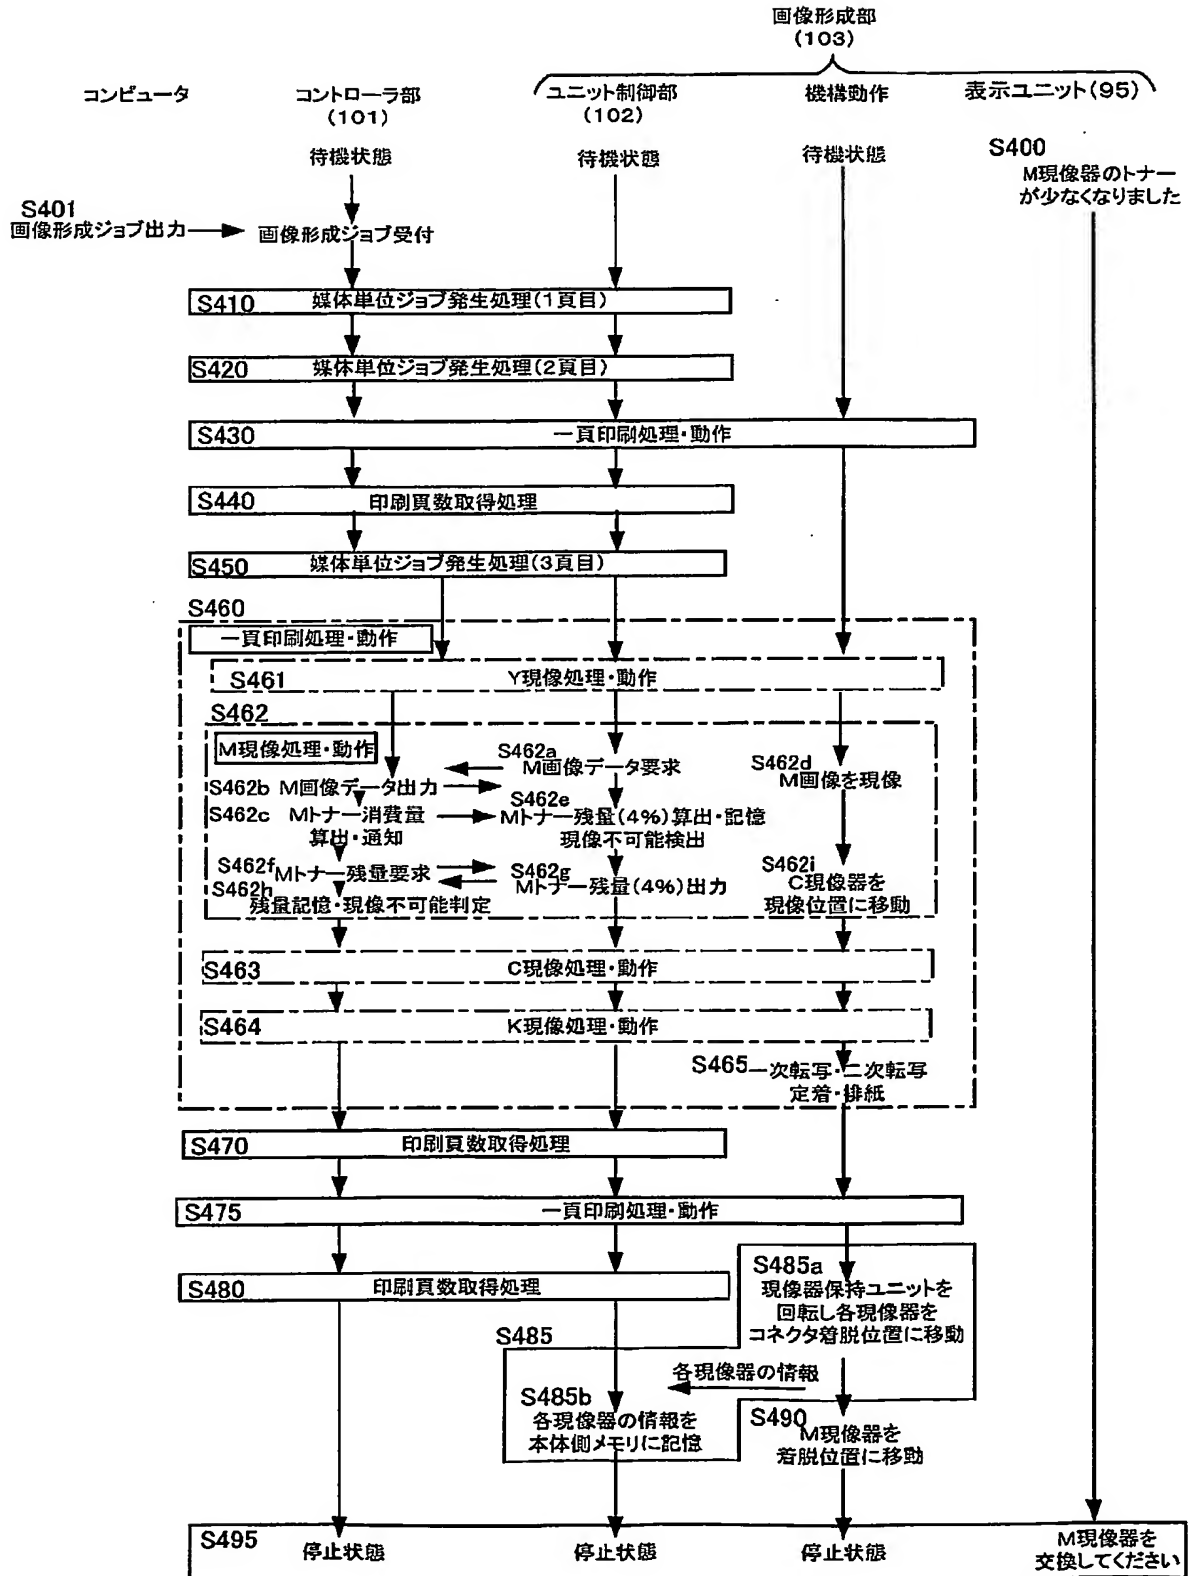 画像形成部
(103)
コンピュータ
コントローラ部
(101)
ユニット制御部
(102)
機構動作
表示ユニット(95)
待機状態
待機状態
待機状態
S400
M現像器のトナー
が少なくなりました
S401
画像形成ジョブ出力
画像形成ジョブ受付
S410 媒体単位ジョブ発生処理(1頁目)
S420 媒体単位ジョブ発生処理(2頁目)
S430 一頁印刷処理・動作
S440 印刷頁数取得処理
S450 媒体単位ジョブ発生処理(3頁目)
S460
一頁印刷処理・動作
S461 Y現像処理・動作
S462
M現像処理・動作
S462a
M画像データ要求
S462d
M画像を現像
S462b M画像データ出力
S462c Mトナー消費量
算出・通知
S462e
Mトナー残量(4%)算出・記憶
現像不可能検出
S462f Mトナー残量要求
S462g
Mトナー残量(4%)出力
S462h
残量記憶・現像不可能判定
S462i
C現像器を
現像位置に移動
S463 C現像処理・動作
S464 K現像処理・動作
S465 一次転写・二次転写
定着・排紙
S470 印刷頁数取得処理
S475 一頁印刷処理・動作
S480 印刷頁数取得処理
S485a
現像器保持ユニットを
回転し各現像器を
コネクタ着脱位置に移動
S485
各現像器の情報
S485b
各現像器の情報を
本体側メモリに記憶
S490
M現像器を
着脱位置に移動
S495
停止状態
停止状態
停止状態
M現像器を
交換してください